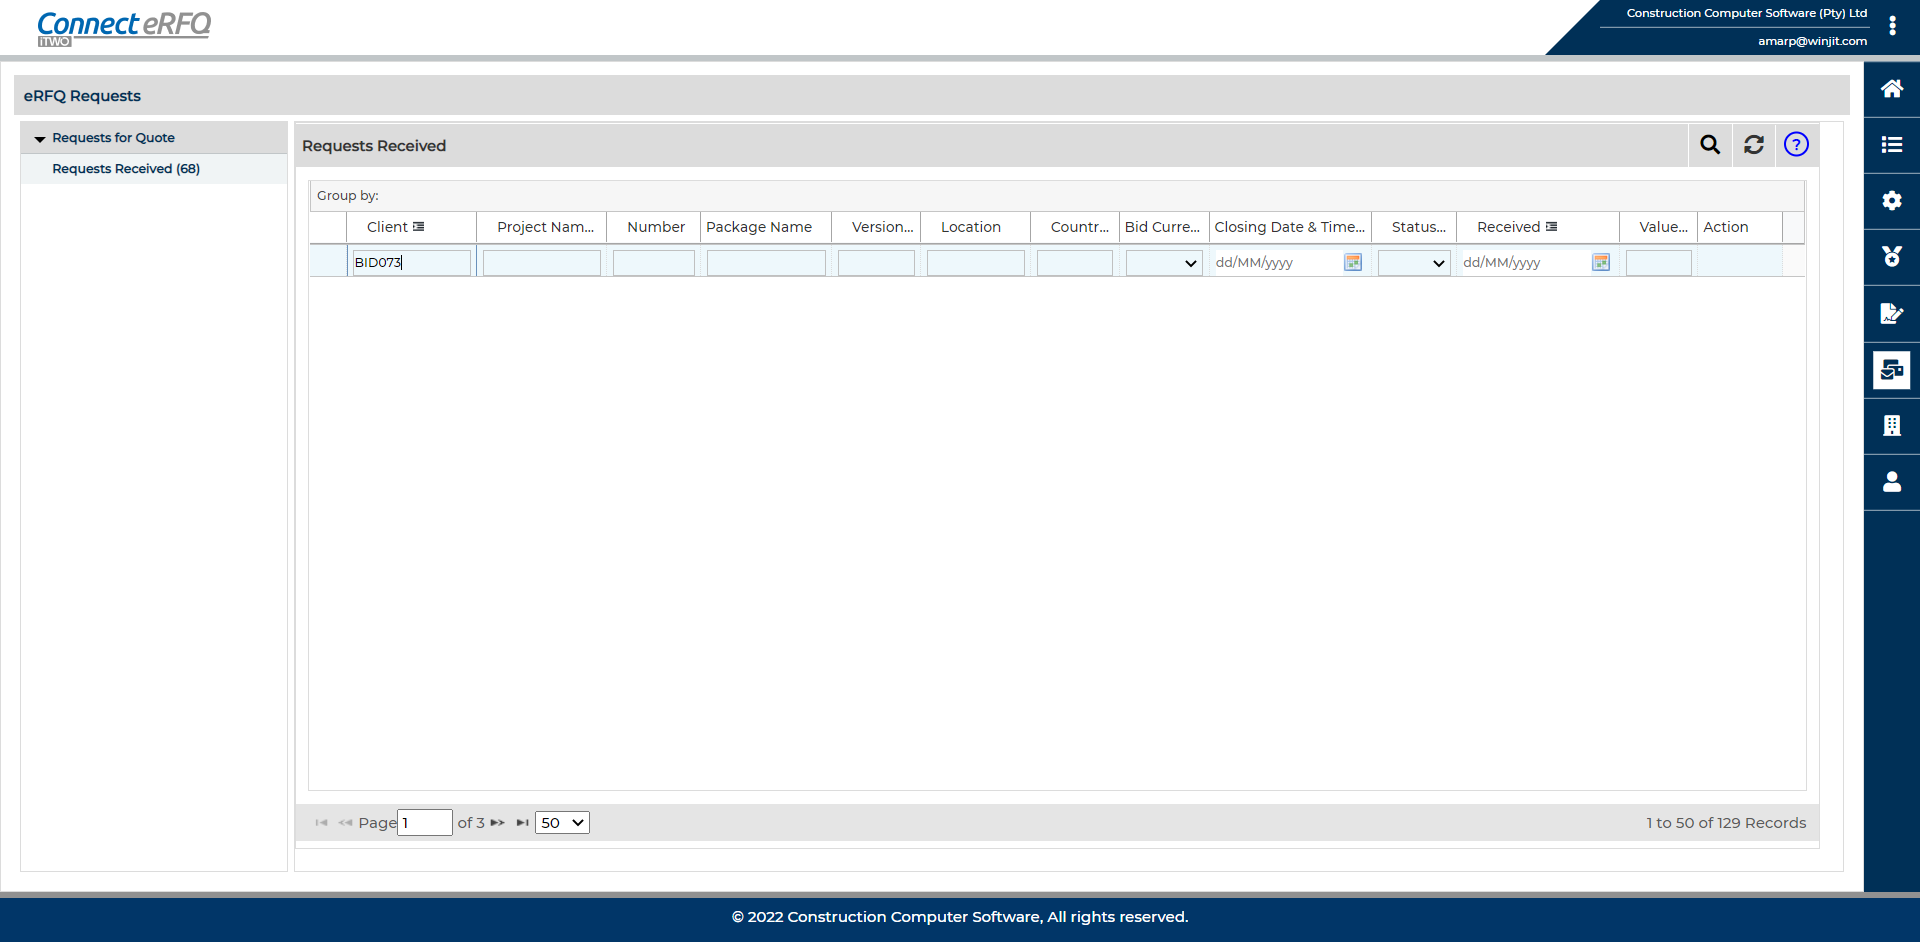 Connect eRFQ
iTWO
Construction Computer Software (Pty) Ltd
amarp@winjit.com
eRFQ Requests
Requests for Quote
Requests Received (68)
Requests Received
?
Group by:
Client Project Nam... Number Package Name Version... Location Countr... Bid Curre... Closing Date & Time... Status... Received Value... Action
BID073 dd/MM/yyyy dd/MM/yyyy
Page 1 of 3 50 1 to 50 of 129 Records
© 2022 Construction Computer Software, All rights reserved.